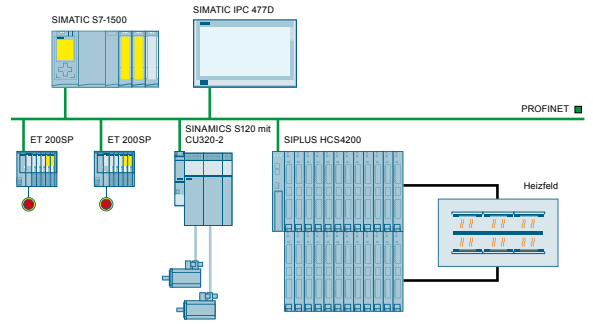 SIMATIC IPC 477D
SIMATIC S7-1500
PROFINET
ET 200SP
ET 200SP
SINAMICS S120 mit
CU320-2
SIPLUS HCS4200
Heizfeld